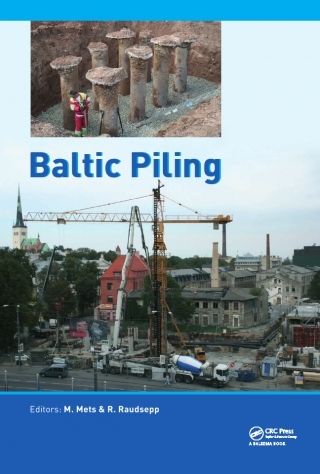 Baltic Piling
Editors: M. Mets & R. Raudsepp
CRC Press
Taylor & Francis Group
A BALKEMA BOOK